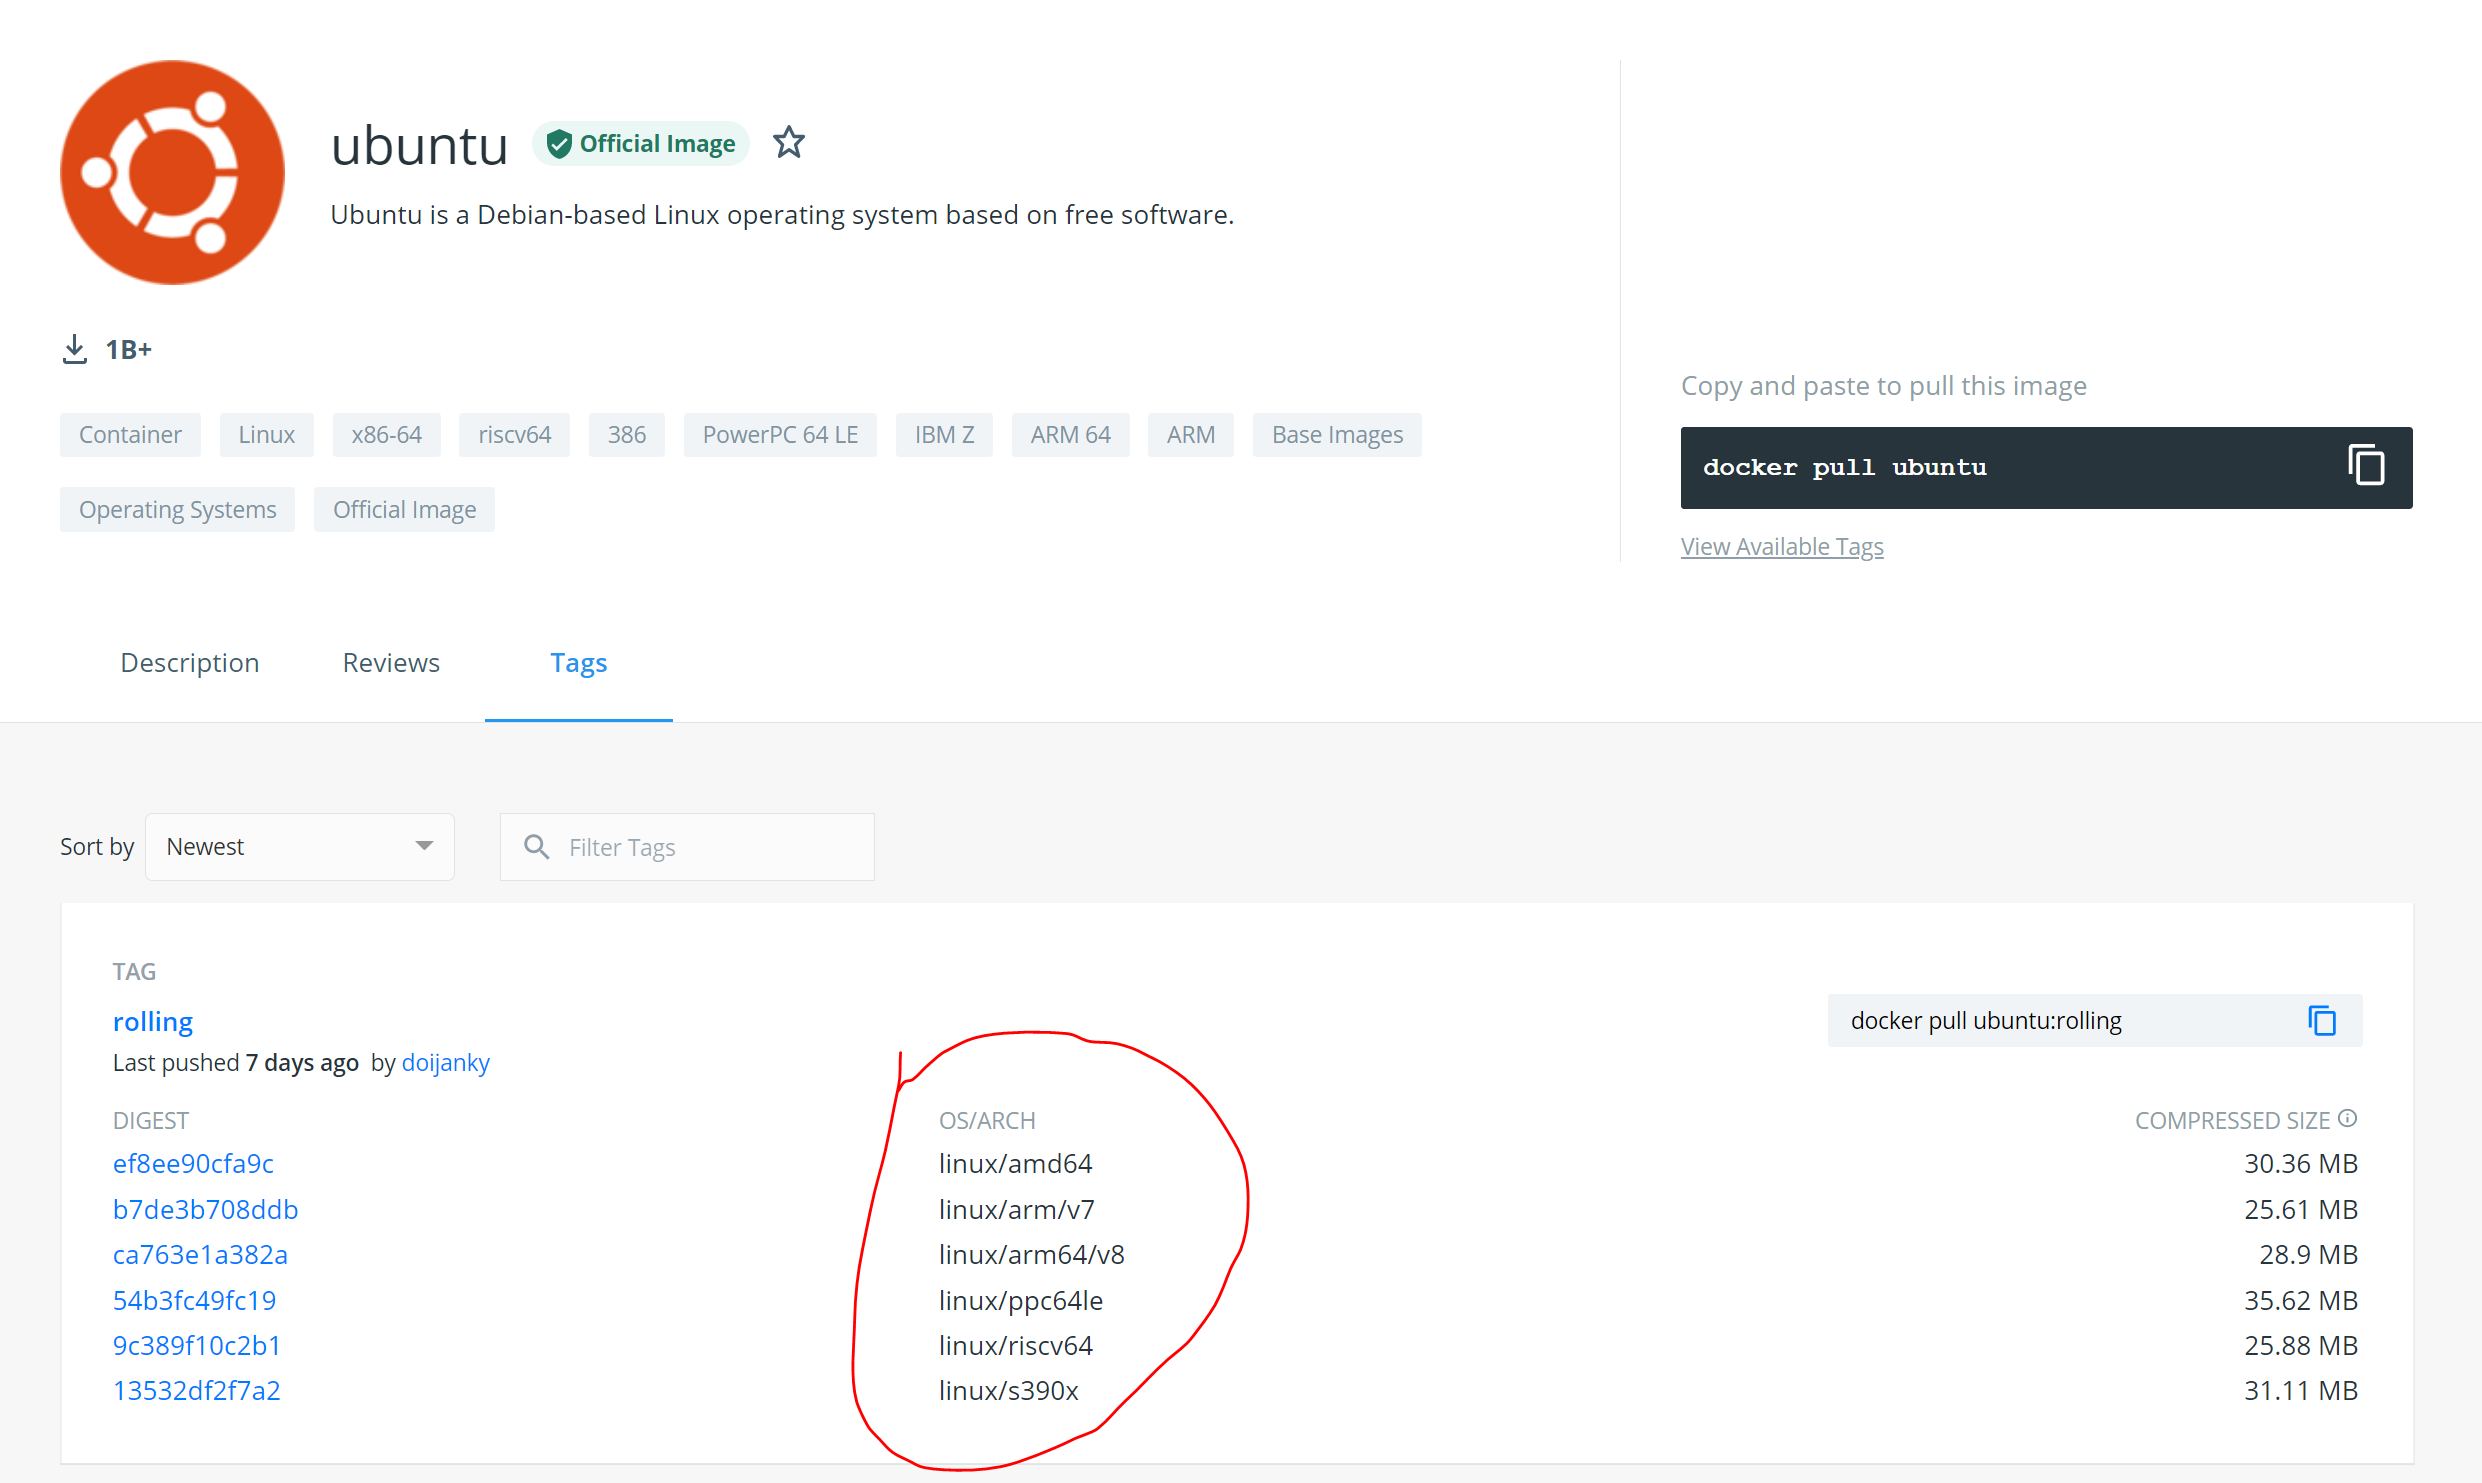 ubuntu Official Image
Ubuntu is a Debian-based Linux operating system based on free software.
1B+
Container Linux x86-64 riscv64 386 PowerPC 64 LE IBM Z ARM 64 ARM Base Images
Operating Systems Official Image
Copy and paste to pull this image
docker pull ubuntu
View Available Tags
Description Reviews Tags
Sort by Newest Filter Tags
TAG
rolling
Last pushed 7 days ago by doijanky
docker pull ubuntu:rolling
DIGEST OS/ARCH COMPRESSED SIZE
ef8ee90cfa9c linux/amd64 30.36 MB
b7de3b708ddb linux/arm/v7 25.61 MB
ca763e1a382a linux/arm64/v8 28.9 MB
54b3fc49fc19 linux/ppc64le 35.62 MB
9c389f10c2b1 linux/riscv64 25.88 MB
13532df2f7a2 linux/s390x 31.11 MB